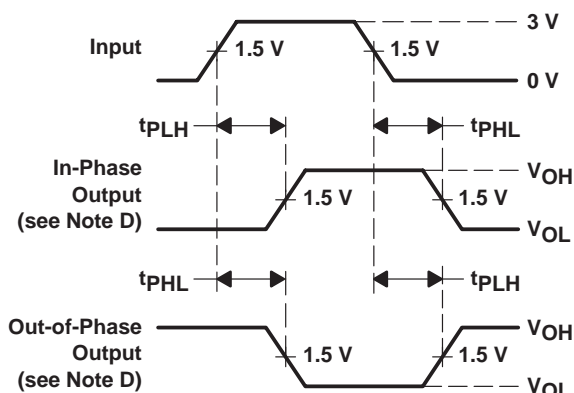 3 V
Input
1.5 V
1.5 V
0 V
tPLH
tPHL
In-Phase
Output
(see Note D)
VOH
1.5 V
1.5 V
VOL
tPHL
tPLH
Out-of-Phase
Output
(see Note D)
VOH
1.5 V
1.5 V
VOL